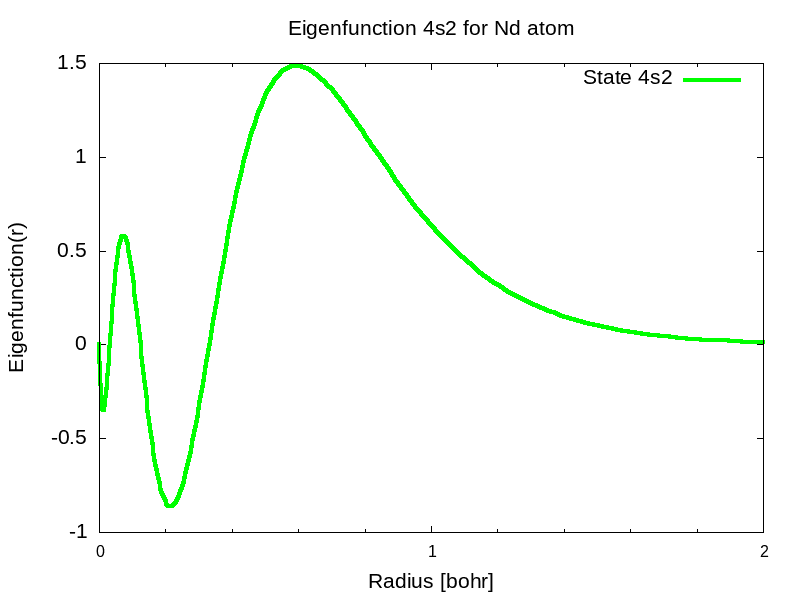 Eigenfunction 4s2 for Nd atom
State 4s2
1.5
1
0.5
0
-0.5
-1
Eigenfunction(r)
0 1 2
Radius [bohr]